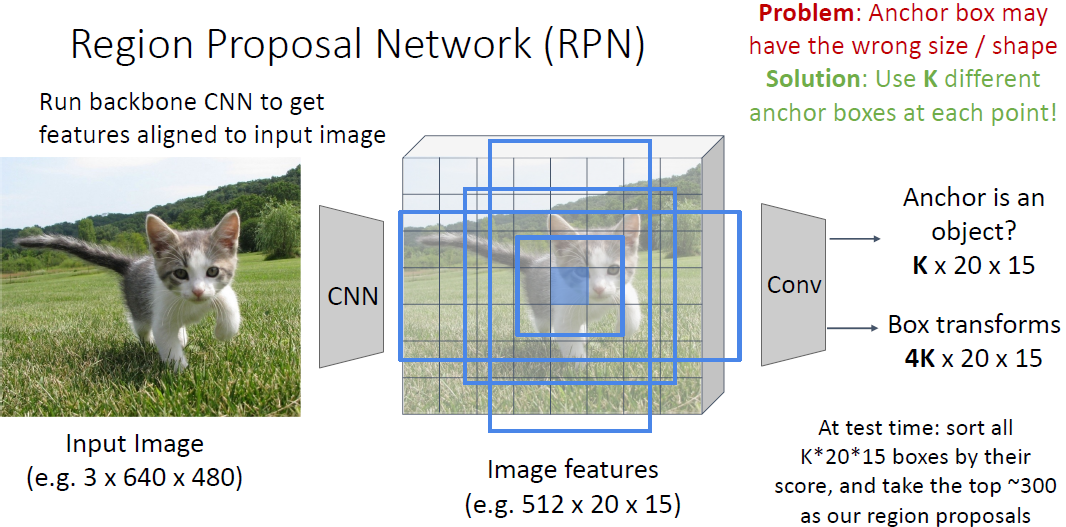 Region Proposal Network (RPN)
Problem: Anchor box may
have the wrong size / shape
Solution: Use K different
anchor boxes at each point!
Run backbone CNN to get
features aligned to input image
CNN
Conv
Anchor is an
object?
K x 20 x 15
Box transforms
4K x 20 x 15
Input Image
(e.g. 3 x 640 x 480)
Image features
(e.g. 512 x 20 x 15)
At test time: sort all
K*20*15 boxes by their
score, and take the top ~300
as our region proposals